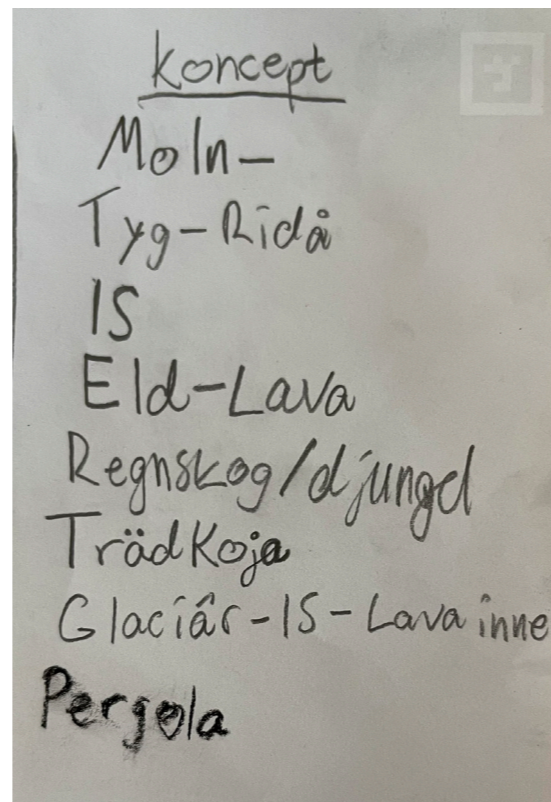 Koncept
Moln-
Tyg-Ridå
IS
Eld-Lava
Regnskog/djungel
TrädKoja
Glaciär-IS-Lava inne
Pergola